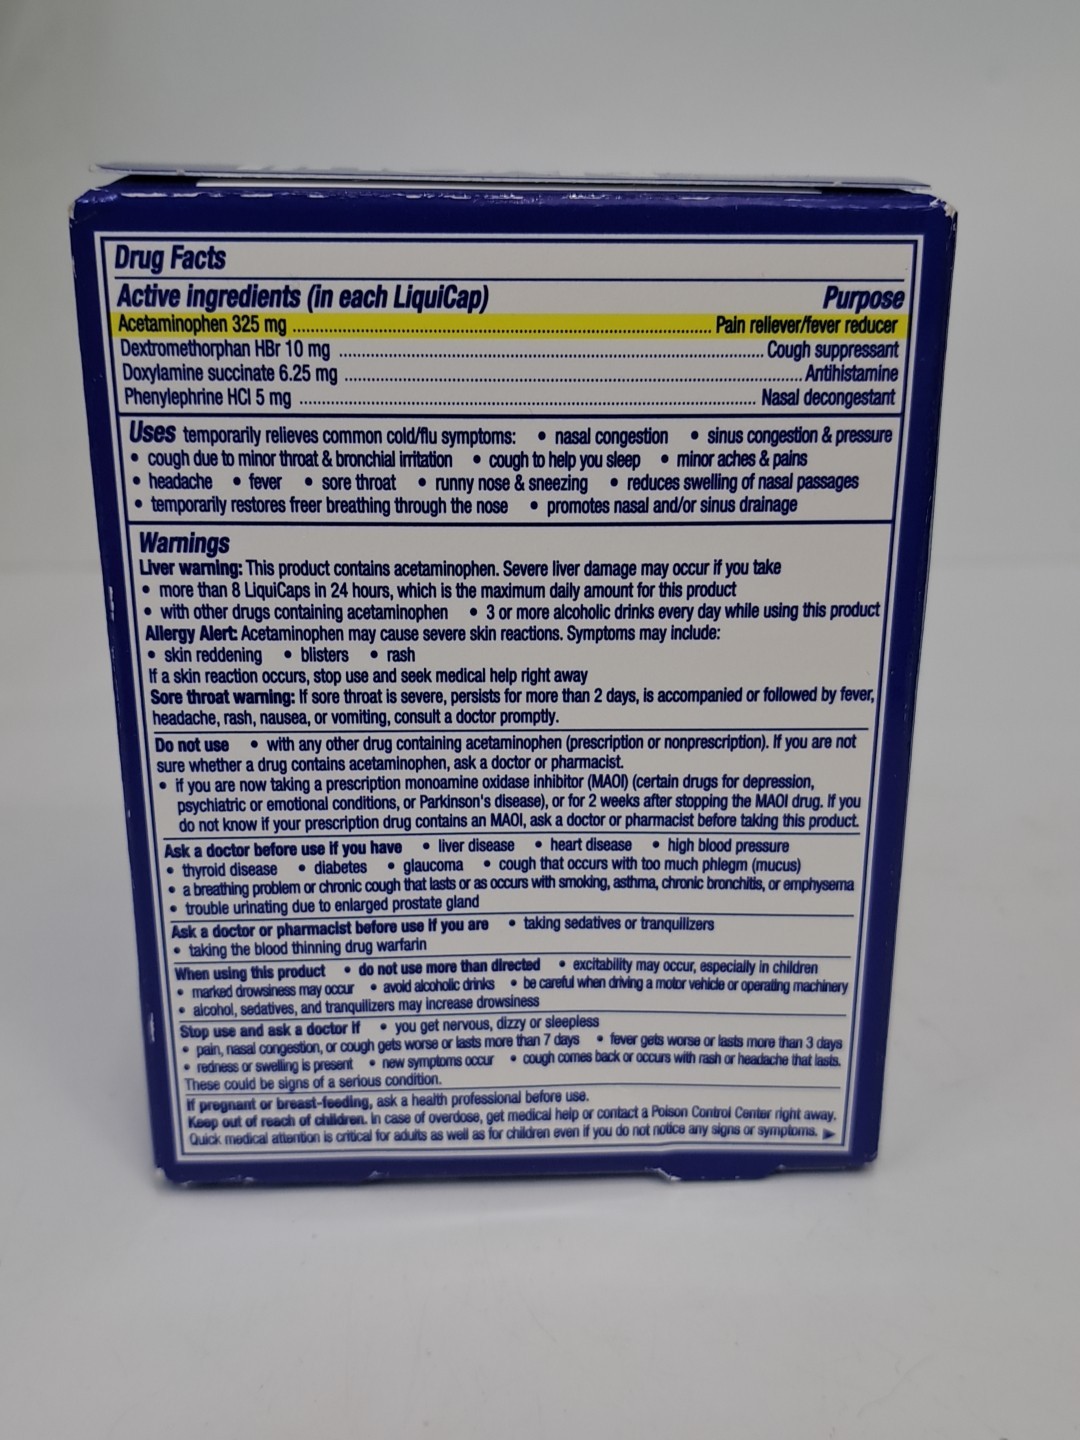 Drug Facts
Active ingredients (in each LiquiCap) Purpose
Acetaminophen 325 mg ........ Pain reliever/fever reducer
Dextromethorphan HBr 10 mg ........ Cough suppressant
Doxylamine succinate 6.25 mg ........ Antihistamine
Phenylephrine HCl 5 mg ........ Nasal decongestant
Uses temporarily relieves common cold/flu symptoms: • nasal congestion • sinus congestion & pressure
• cough due to minor throat & bronchial irritation • cough to help you sleep • minor aches & pains
• headache • fever • sore throat • runny nose & sneezing • reduces swelling of nasal passages
• temporarily restores freer breathing through the nose • promotes nasal and/or sinus drainage
Warnings
Liver warning: This product contains acetaminophen. Severe liver damage may occur if you take
• more than 8 LiquiCaps in 24 hours, which is the maximum daily amount for this product
• with other drugs containing acetaminophen • 3 or more alcoholic drinks every day while using this product
Allergy Alert: Acetaminophen may cause severe skin reactions. Symptoms may include:
• skin reddening • blisters • rash
If a skin reaction occurs, stop use and seek medical help right away
Sore throat warning: If sore throat is severe, persists for more than 2 days, is accompanied or followed by fever,
headache, rash, nausea, or vomiting, consult a doctor promptly.
Do not use • with any other drug containing acetaminophen (prescription or nonprescription). If you are not
sure whether a drug contains acetaminophen, ask a doctor or pharmacist.
• if you are now taking a prescription monoamine oxidase inhibitor (MAOI) (certain drugs for depression,
psychiatric or emotional conditions, or Parkinson's disease), or for 2 weeks after stopping the MAOI drug. If you
do not know if your prescription drug contains an MAOI, ask a doctor or pharmacist before taking this product.
Ask a doctor before use if you have • liver disease • heart disease • high blood pressure
• thyroid disease • diabetes • glaucoma • cough that occurs with too much phlegm (mucus)
• a breathing problem or chronic cough that lasts or as occurs with smoking, asthma, chronic bronchitis, or emphysema
• trouble urinating due to enlarged prostate gland
Ask a doctor or pharmacist before use if you are • taking sedatives or tranquilizers
• taking the blood thinning drug warfarin
When using this product • do not use more than directed • excitability may occur, especially in children
• marked drowsiness may occur • avoid alcoholic drinks • be careful when driving a motor vehicle or operating machinery
• alcohol, sedatives, and tranquilizers may increase drowsiness
Stop use and ask a doctor if • you get nervous, dizzy or sleepless
• pain, nasal congestion, or cough gets worse or lasts more than 7 days • fever gets worse or lasts more than 3 days
• redness or swelling is present • new symptoms occur • cough comes back or occurs with rash or headache that lasts.
These could be signs of a serious condition.
If pregnant or breast-feeding, ask a health professional before use.
Keep out of reach of children. In case of overdose, get medical help or contact a Poison Control Center right away.
Quick medical attention is critical for adults as well as for children even if you do not notice any signs or symptoms. ▶